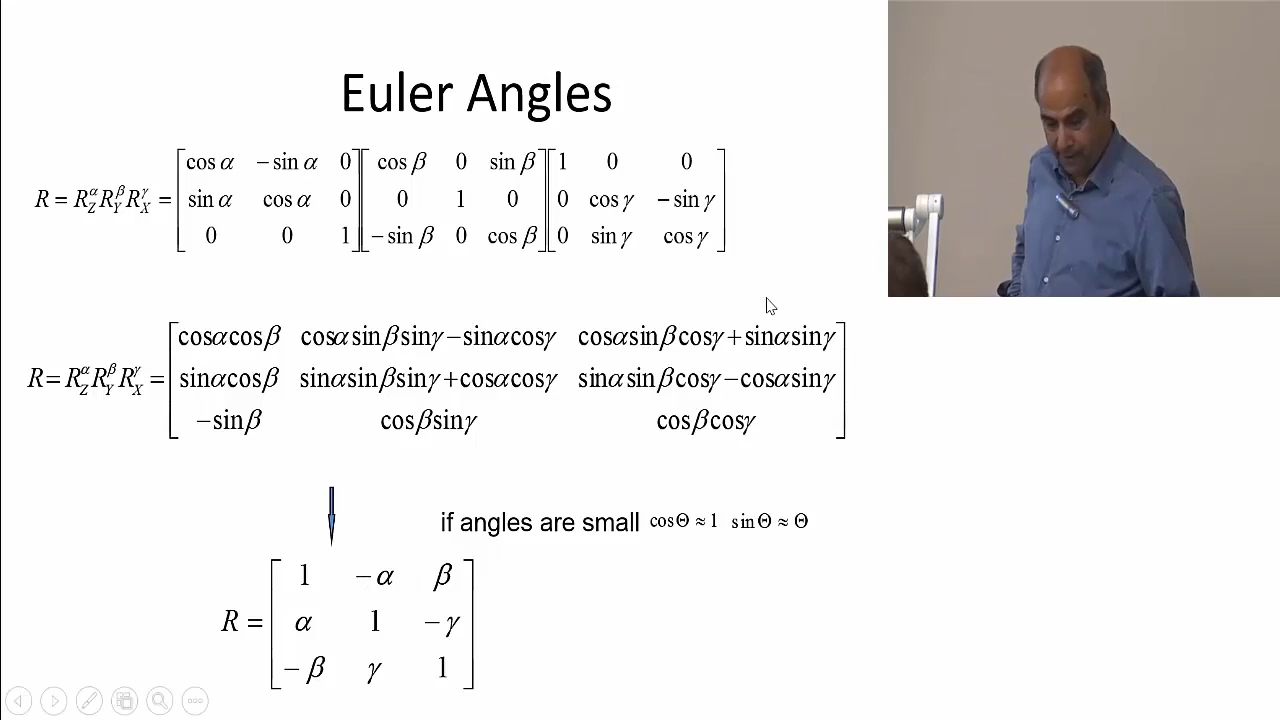 Euler Angles
R = R_Z^α R_Y^β R_X^γ = [cos α −sin α 0; sin α cos α 0; 0 0 1] [cos β 0 sin β; 0 1 0; −sin β 0 cos β] [1 0 0; 0 cos γ −sin γ; 0 sin γ cos γ]
R = R_Z^α R_Y^β R_X^γ = [cosαcosβ cosαsinβsinγ−sinαcosγ cosαsinβcosγ+sinαsinγ; sinαcosβ sinαsinβsinγ+cosαcosγ sinαsinβcosγ−cosαsinγ; −sinβ cosβsinγ cosβcosγ]
if angles are small cosΘ ≈ 1 sinΘ ≈ Θ
R = [1 −α β; α 1 −γ; −β γ 1]